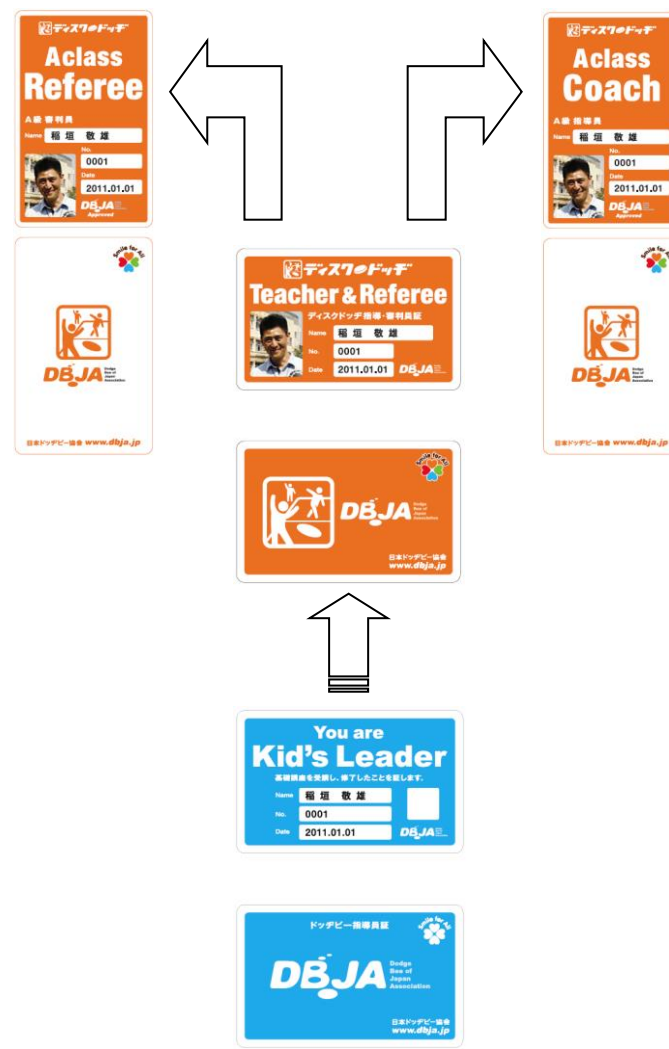 ディスクドッヂ
Aclass
Referee
A級 審判員
Name 稲垣 敬雄
No.
0001
Date
2011.01.01
DBJA
Approved
Smile for All
DBJA Dodge Bee of Japan Association
日本ドッヂビー協会 www.dbja.jp
ディスクドッヂ
Aclass
Coach
A級 指導員
Name 稲垣 敬雄
No.
0001
Date
2011.01.01
DBJA
Approved
Smile for All
DBJA Dodge Bee of Japan Association
日本ドッヂビー協会 www.dbja.jp
ディスクドッヂ
Teacher & Referee
ディスクドッヂ 指導・審判員証
Name 稲垣 敬雄
No. 0001
Date 2011.01.01 DBJA
Smile for All
DBJA Dodge Bee of Japan Association
日本ドッヂビー協会
www.dbja.jp
You are
Kid's Leader
基礎講座を受講し、修了したことを証します。
Name 稲垣 敬雄
No. 0001
Date 2011.01.01 DBJA
ドッヂビー指導員証
Smile for All
DBJA
Dodge
Bee of
Japan
Association
日本ドッヂビー協会
www.dbja.jp